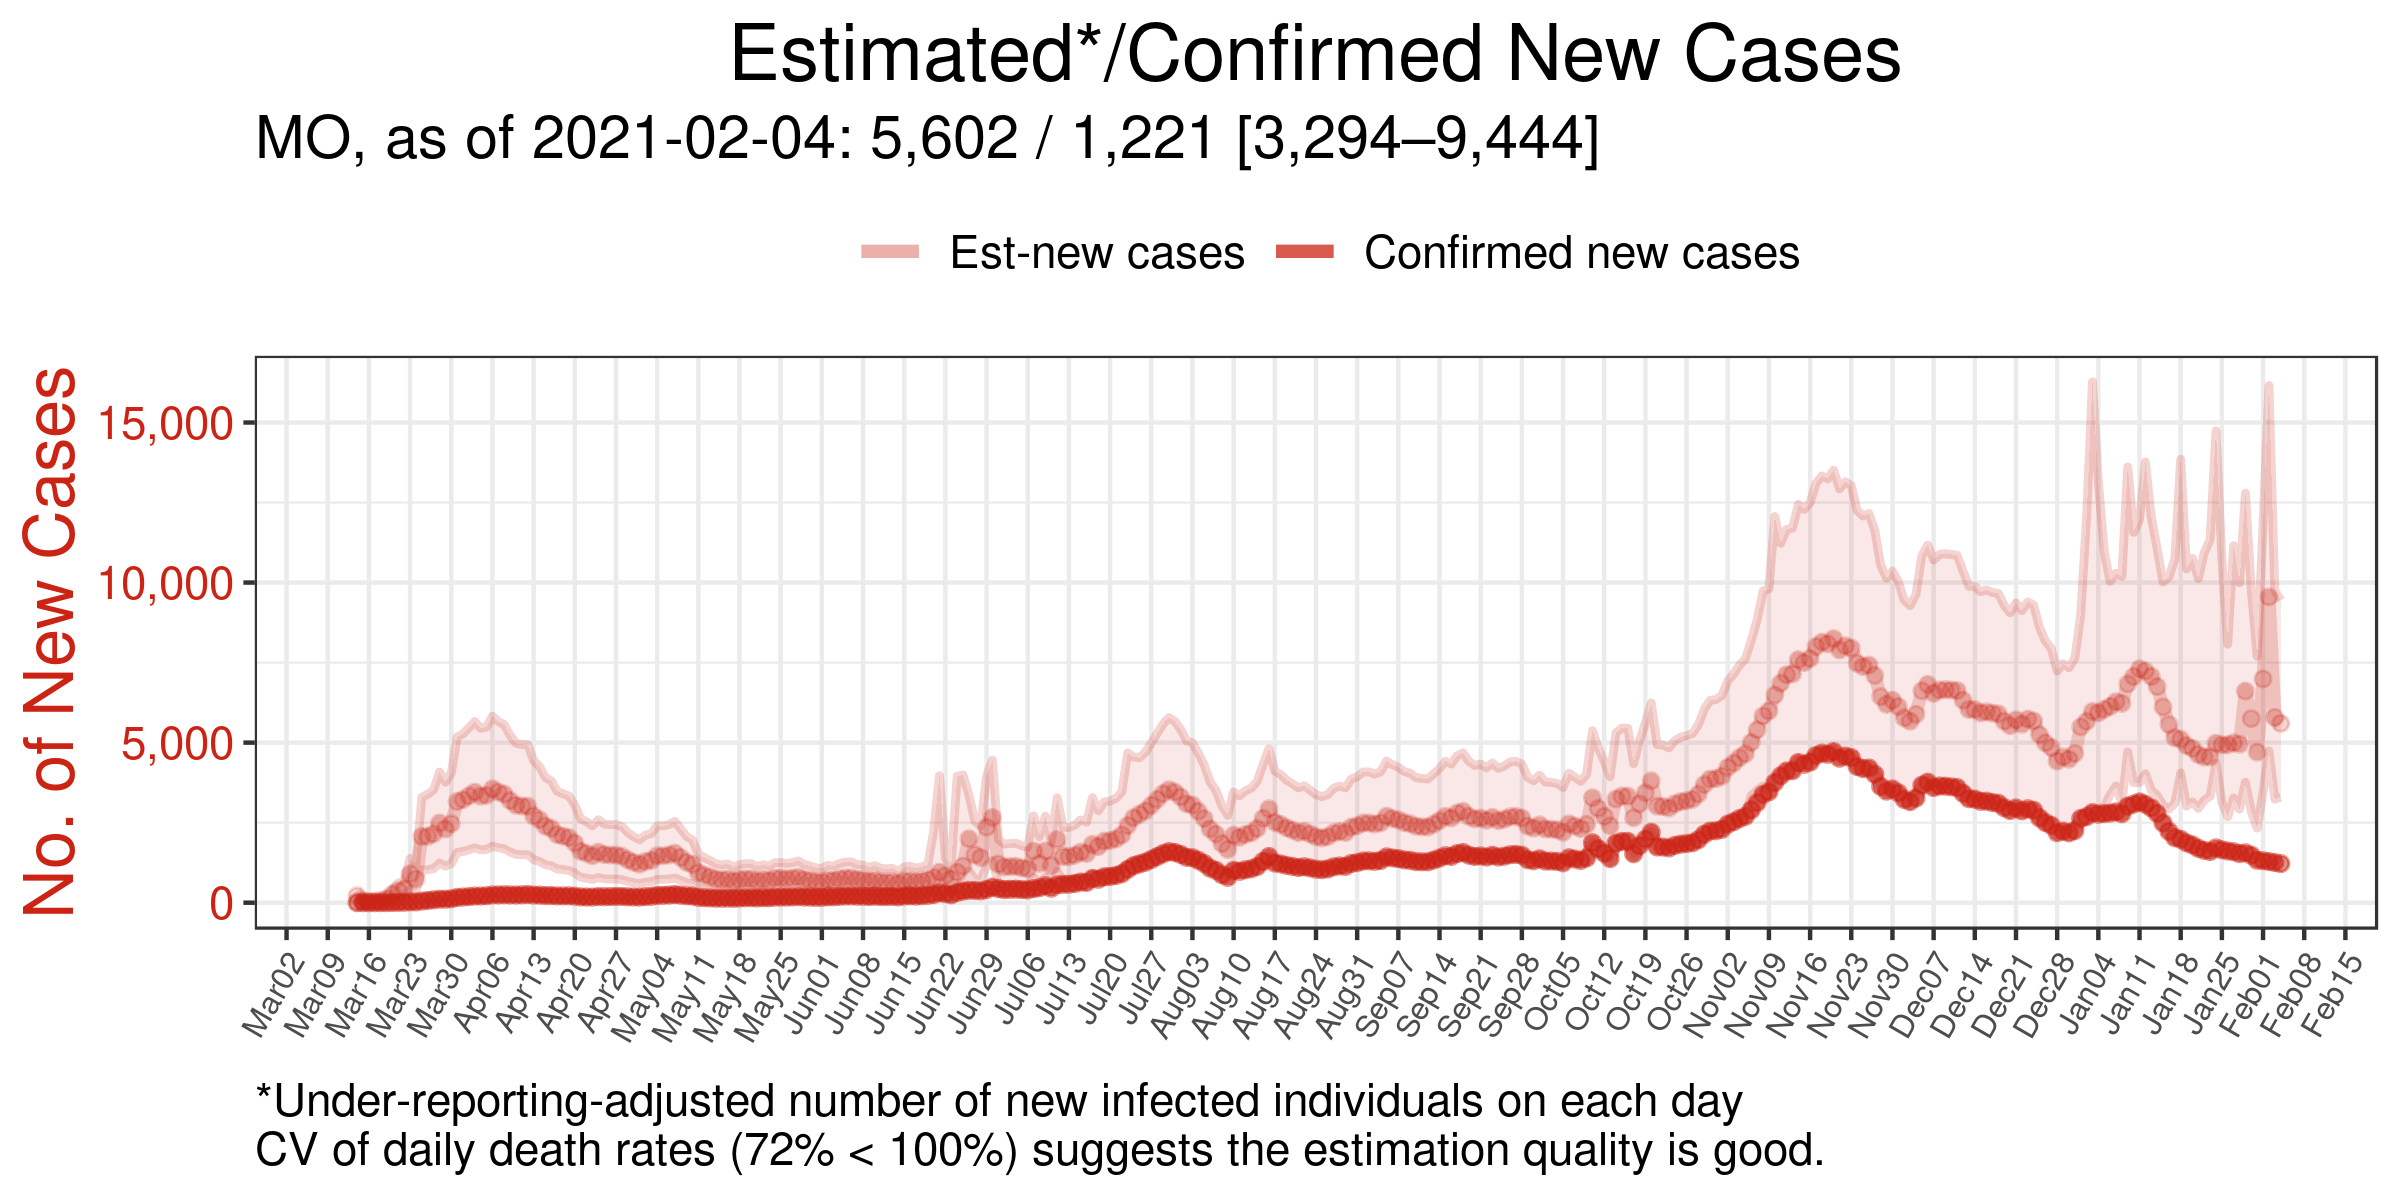 Estimated*/Confirmed New Cases
MO, as of 2021-02-04: 5,602 / 1,221 [3,294–9,444]
Est-new cases
Confirmed new cases
No. of New Cases
15,000
10,000
5,000
0
Mar02
Mar09
Mar16
Mar23
Mar30
Apr06
Apr13
Apr20
Apr27
May04
May11
May18
May25
Jun01
Jun08
Jun15
Jun22
Jun29
Jul06
Jul13
Jul20
Jul27
Aug03
Aug10
Aug17
Aug24
Aug31
Sep07
Sep14
Sep21
Sep28
Oct05
Oct12
Oct19
Oct26
Nov02
Nov09
Nov16
Nov23
Nov30
Dec07
Dec14
Dec21
Dec28
Jan04
Jan11
Jan18
Jan25
Feb01
Feb08
Feb15
*Under-reporting-adjusted number of new infected individuals on each day
CV of daily death rates (72% < 100%) suggests the estimation quality is good.